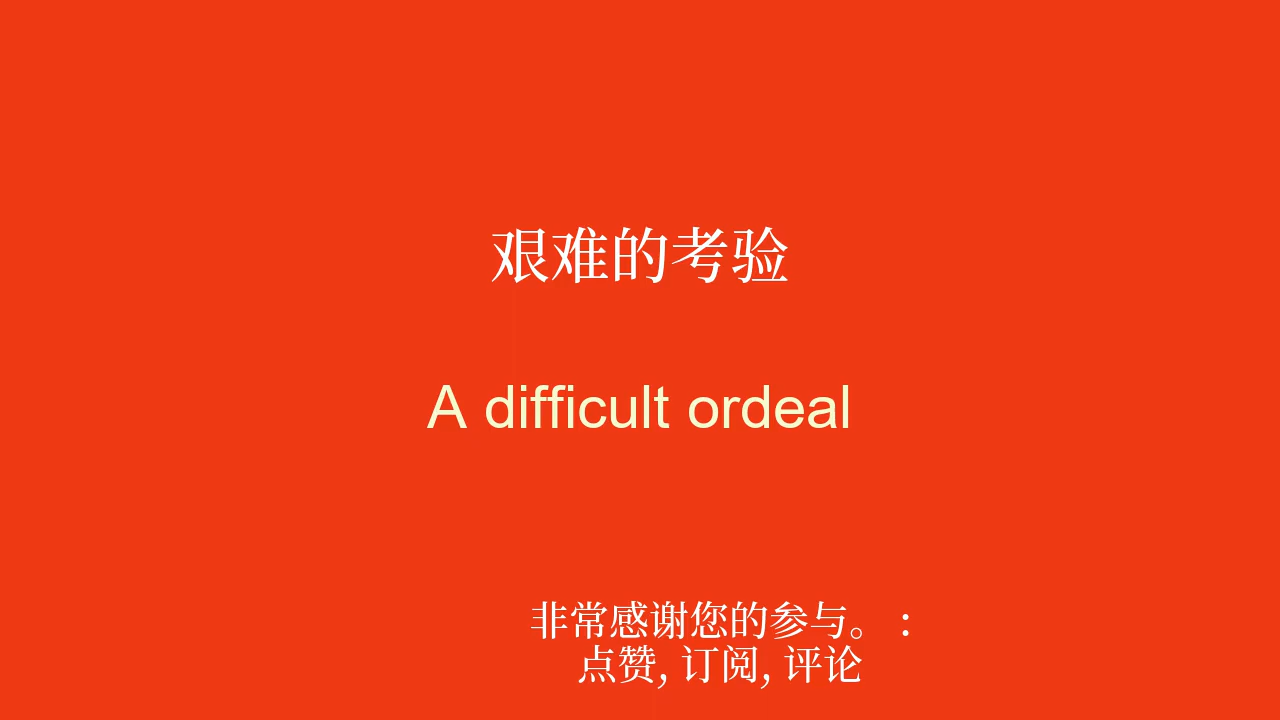 艰难的考验
A difficult ordeal
非常感谢您的参与。 :
点赞, 订阅, 评论